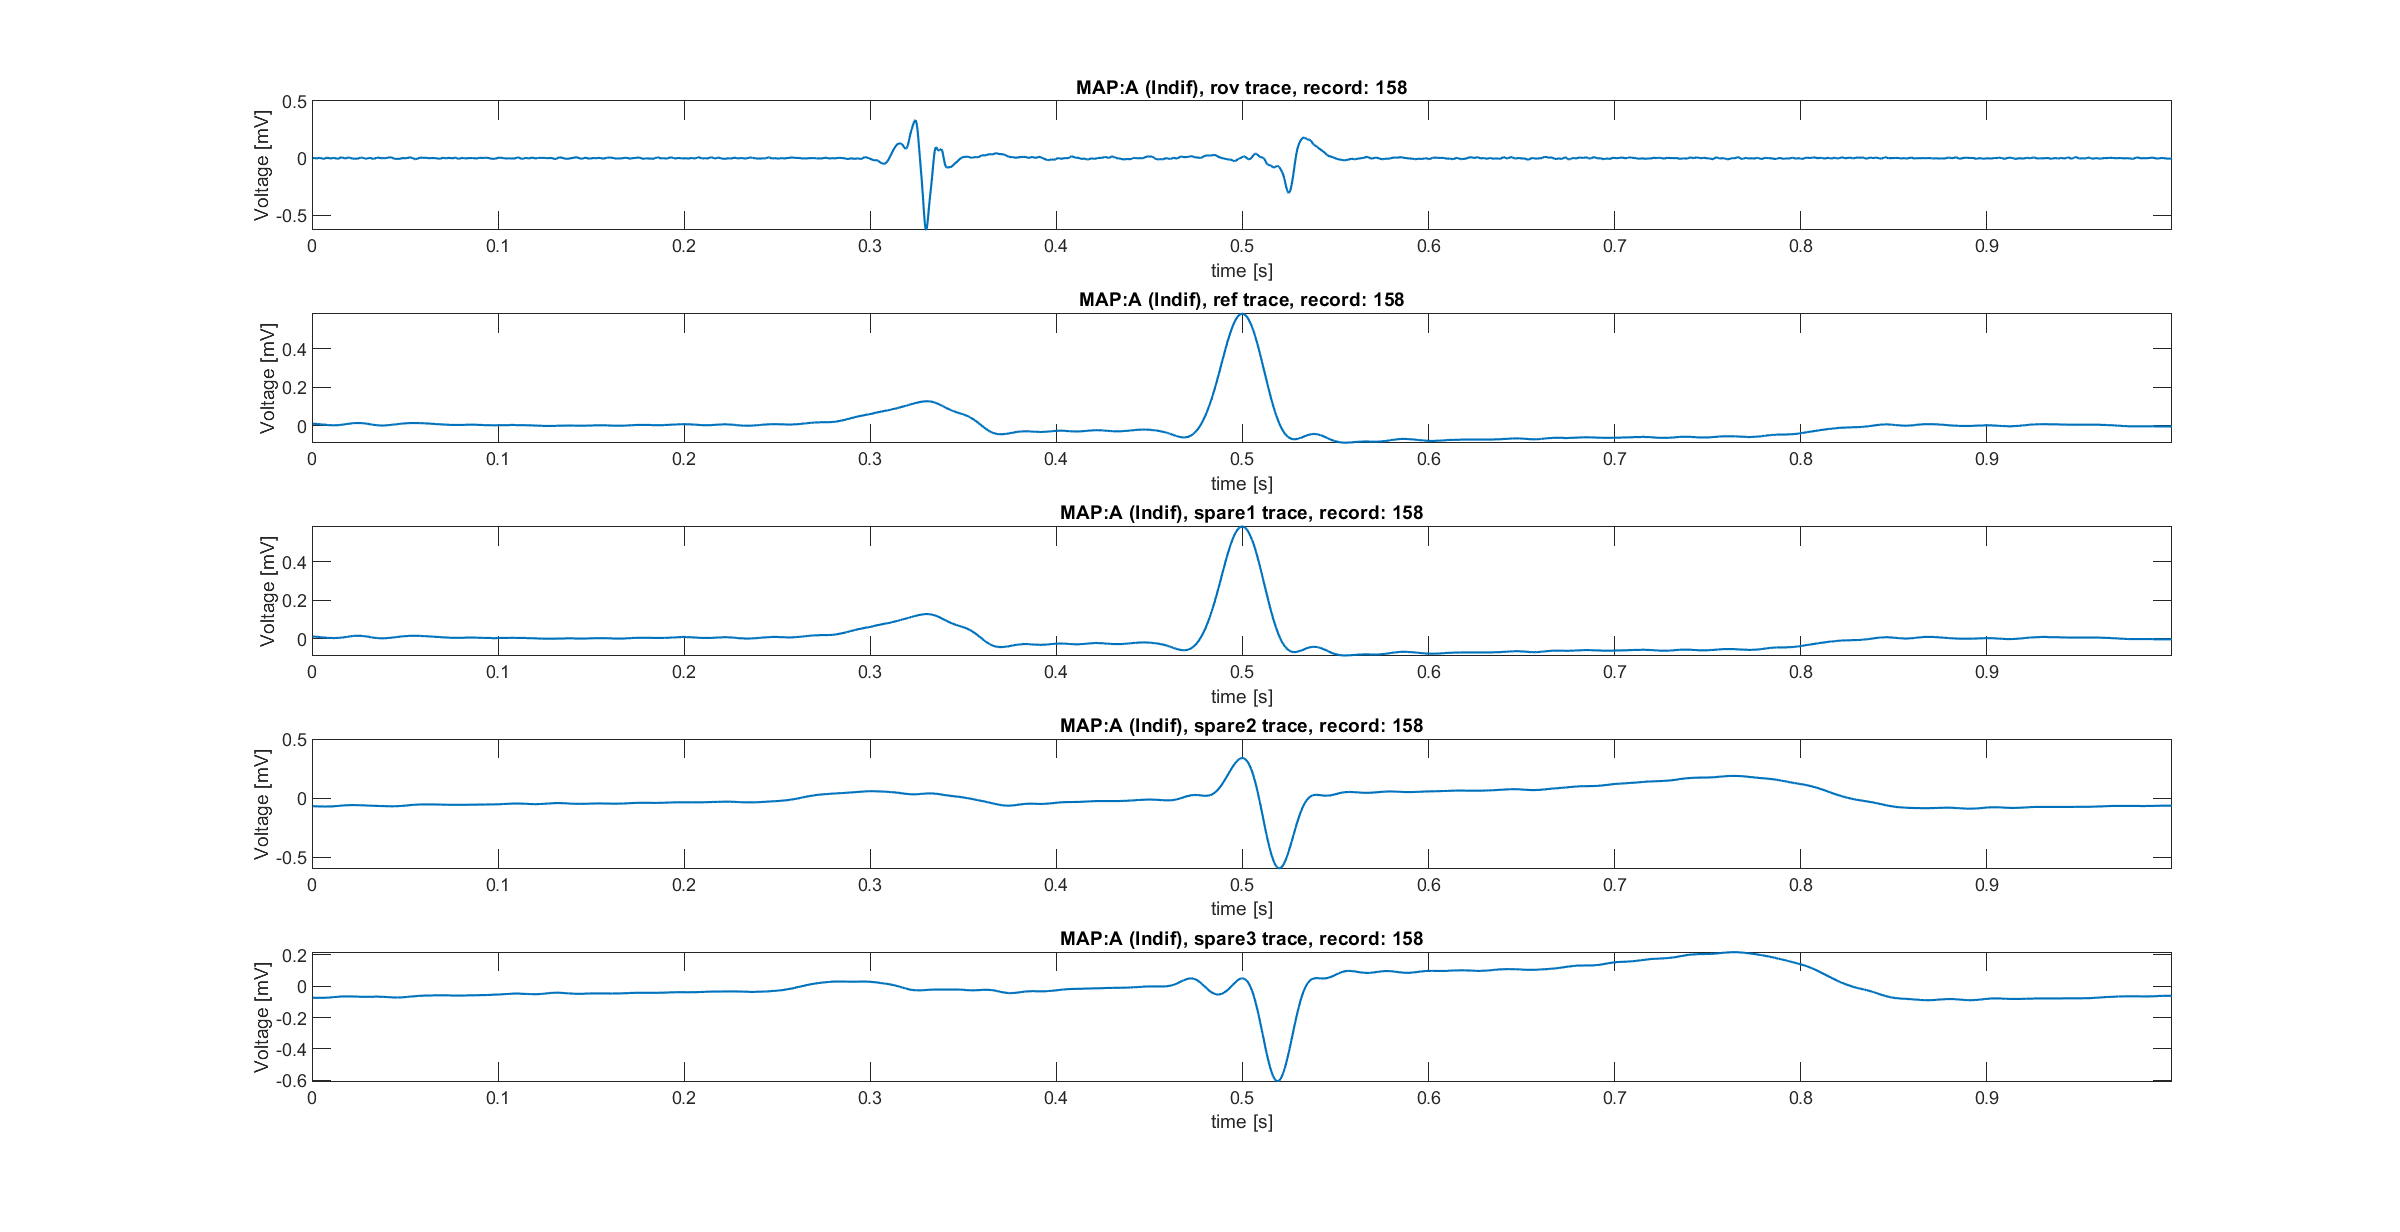 MAP:A (Indif), rov trace, record: 158
Voltage [mV]
0.5
0
-0.5
0 0.1 0.2 0.3 0.4 0.5 0.6 0.7 0.8 0.9
time [s]
MAP:A (Indif), ref trace, record: 158
Voltage [mV]
0.4
0.2
0
0 0.1 0.2 0.3 0.4 0.5 0.6 0.7 0.8 0.9
time [s]
MAP:A (Indif), spare1 trace, record: 158
Voltage [mV]
0.4
0.2
0
0 0.1 0.2 0.3 0.4 0.5 0.6 0.7 0.8 0.9
time [s]
MAP:A (Indif), spare2 trace, record: 158
Voltage [mV]
0.5
0
-0.5
0 0.1 0.2 0.3 0.4 0.5 0.6 0.7 0.8 0.9
time [s]
MAP:A (Indif), spare3 trace, record: 158
Voltage [mV]
0.2
0
-0.2
-0.4
-0.6
0 0.1 0.2 0.3 0.4 0.5 0.6 0.7 0.8 0.9
time [s]